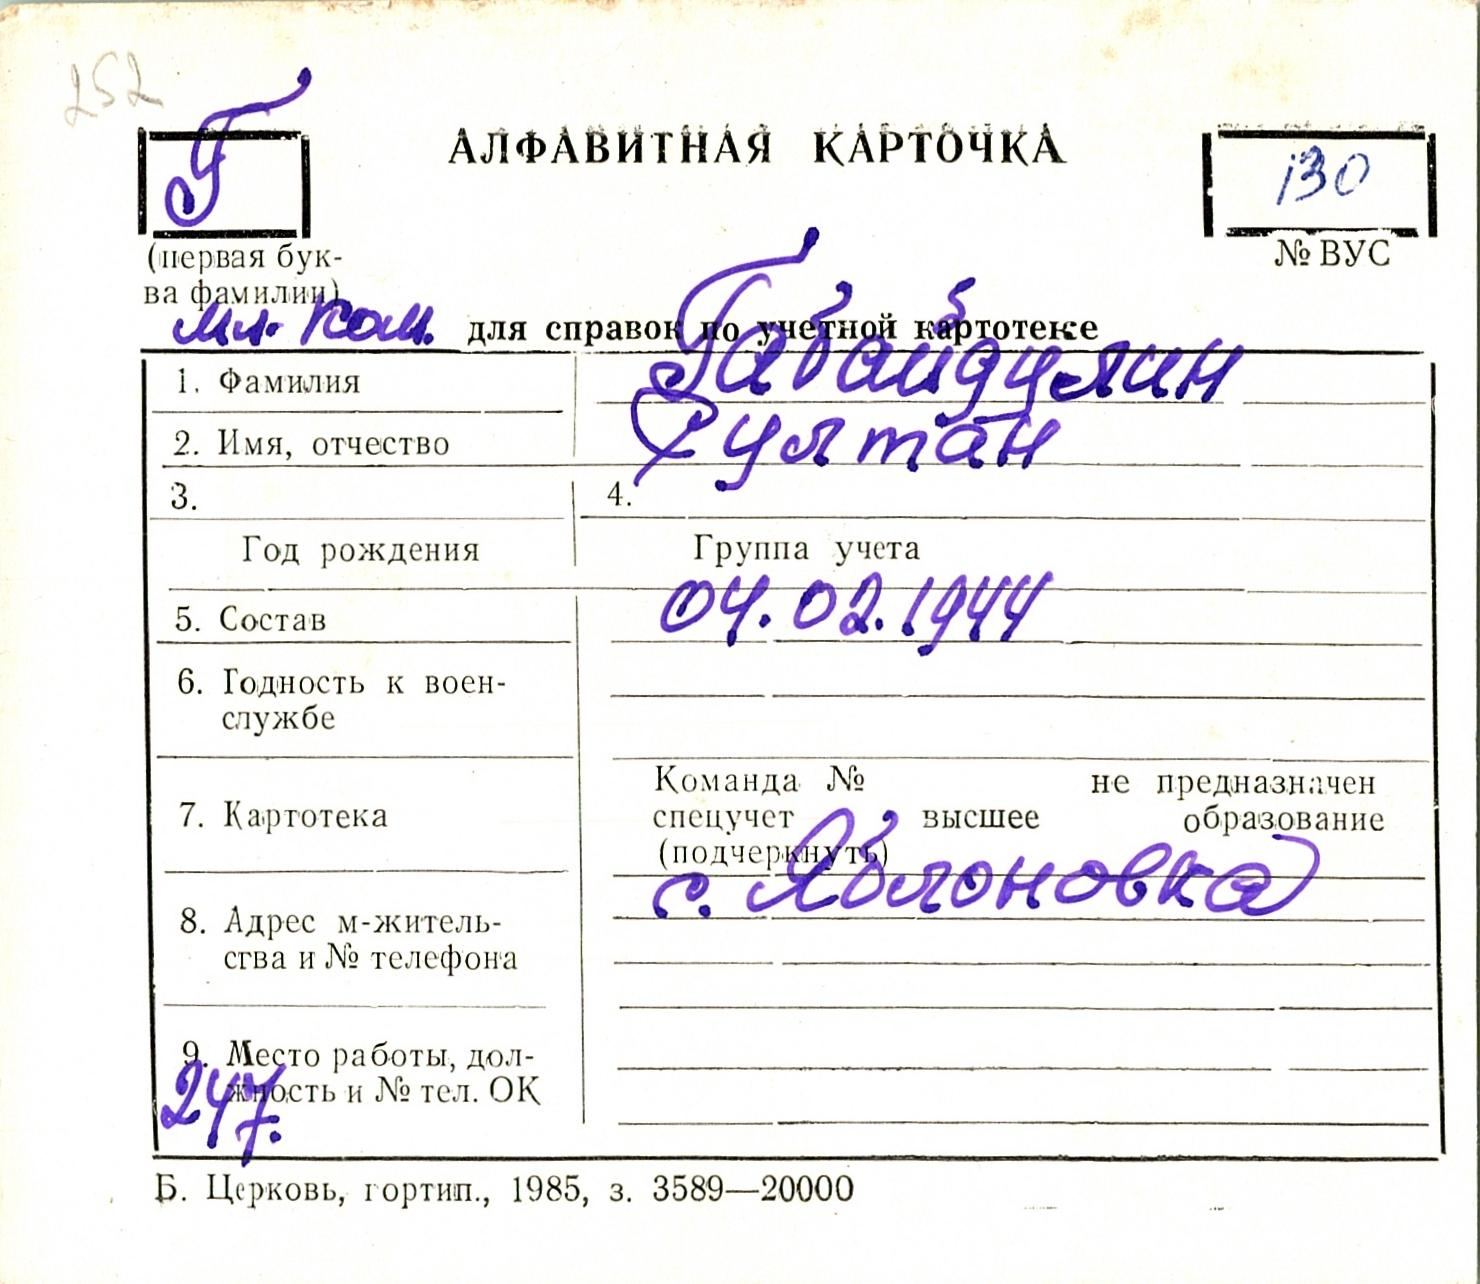 252
Г
АЛФАВИТНАЯ КАРТОЧКА
130
(первая бук-
ва фамилии)
№ ВУС
мл. ком. для справок по учетной картотеке
1. Фамилия Габайдулин
2. Имя, отчество Султан
3. 4.
Год рождения Группа учета
5. Состав 04.02.1944
6. Годность к воен-
службе
Команда № не предназначен
7. Картотека спецучет высшее образование
(подчеркнуть)
с. Яблоновка
8. Адрес м-житель-
ства и № телефона
9. Место работы, дол-
жность и № тел. ОК
247.
Б. Церковь, гортип., 1985, з. 3589—20000